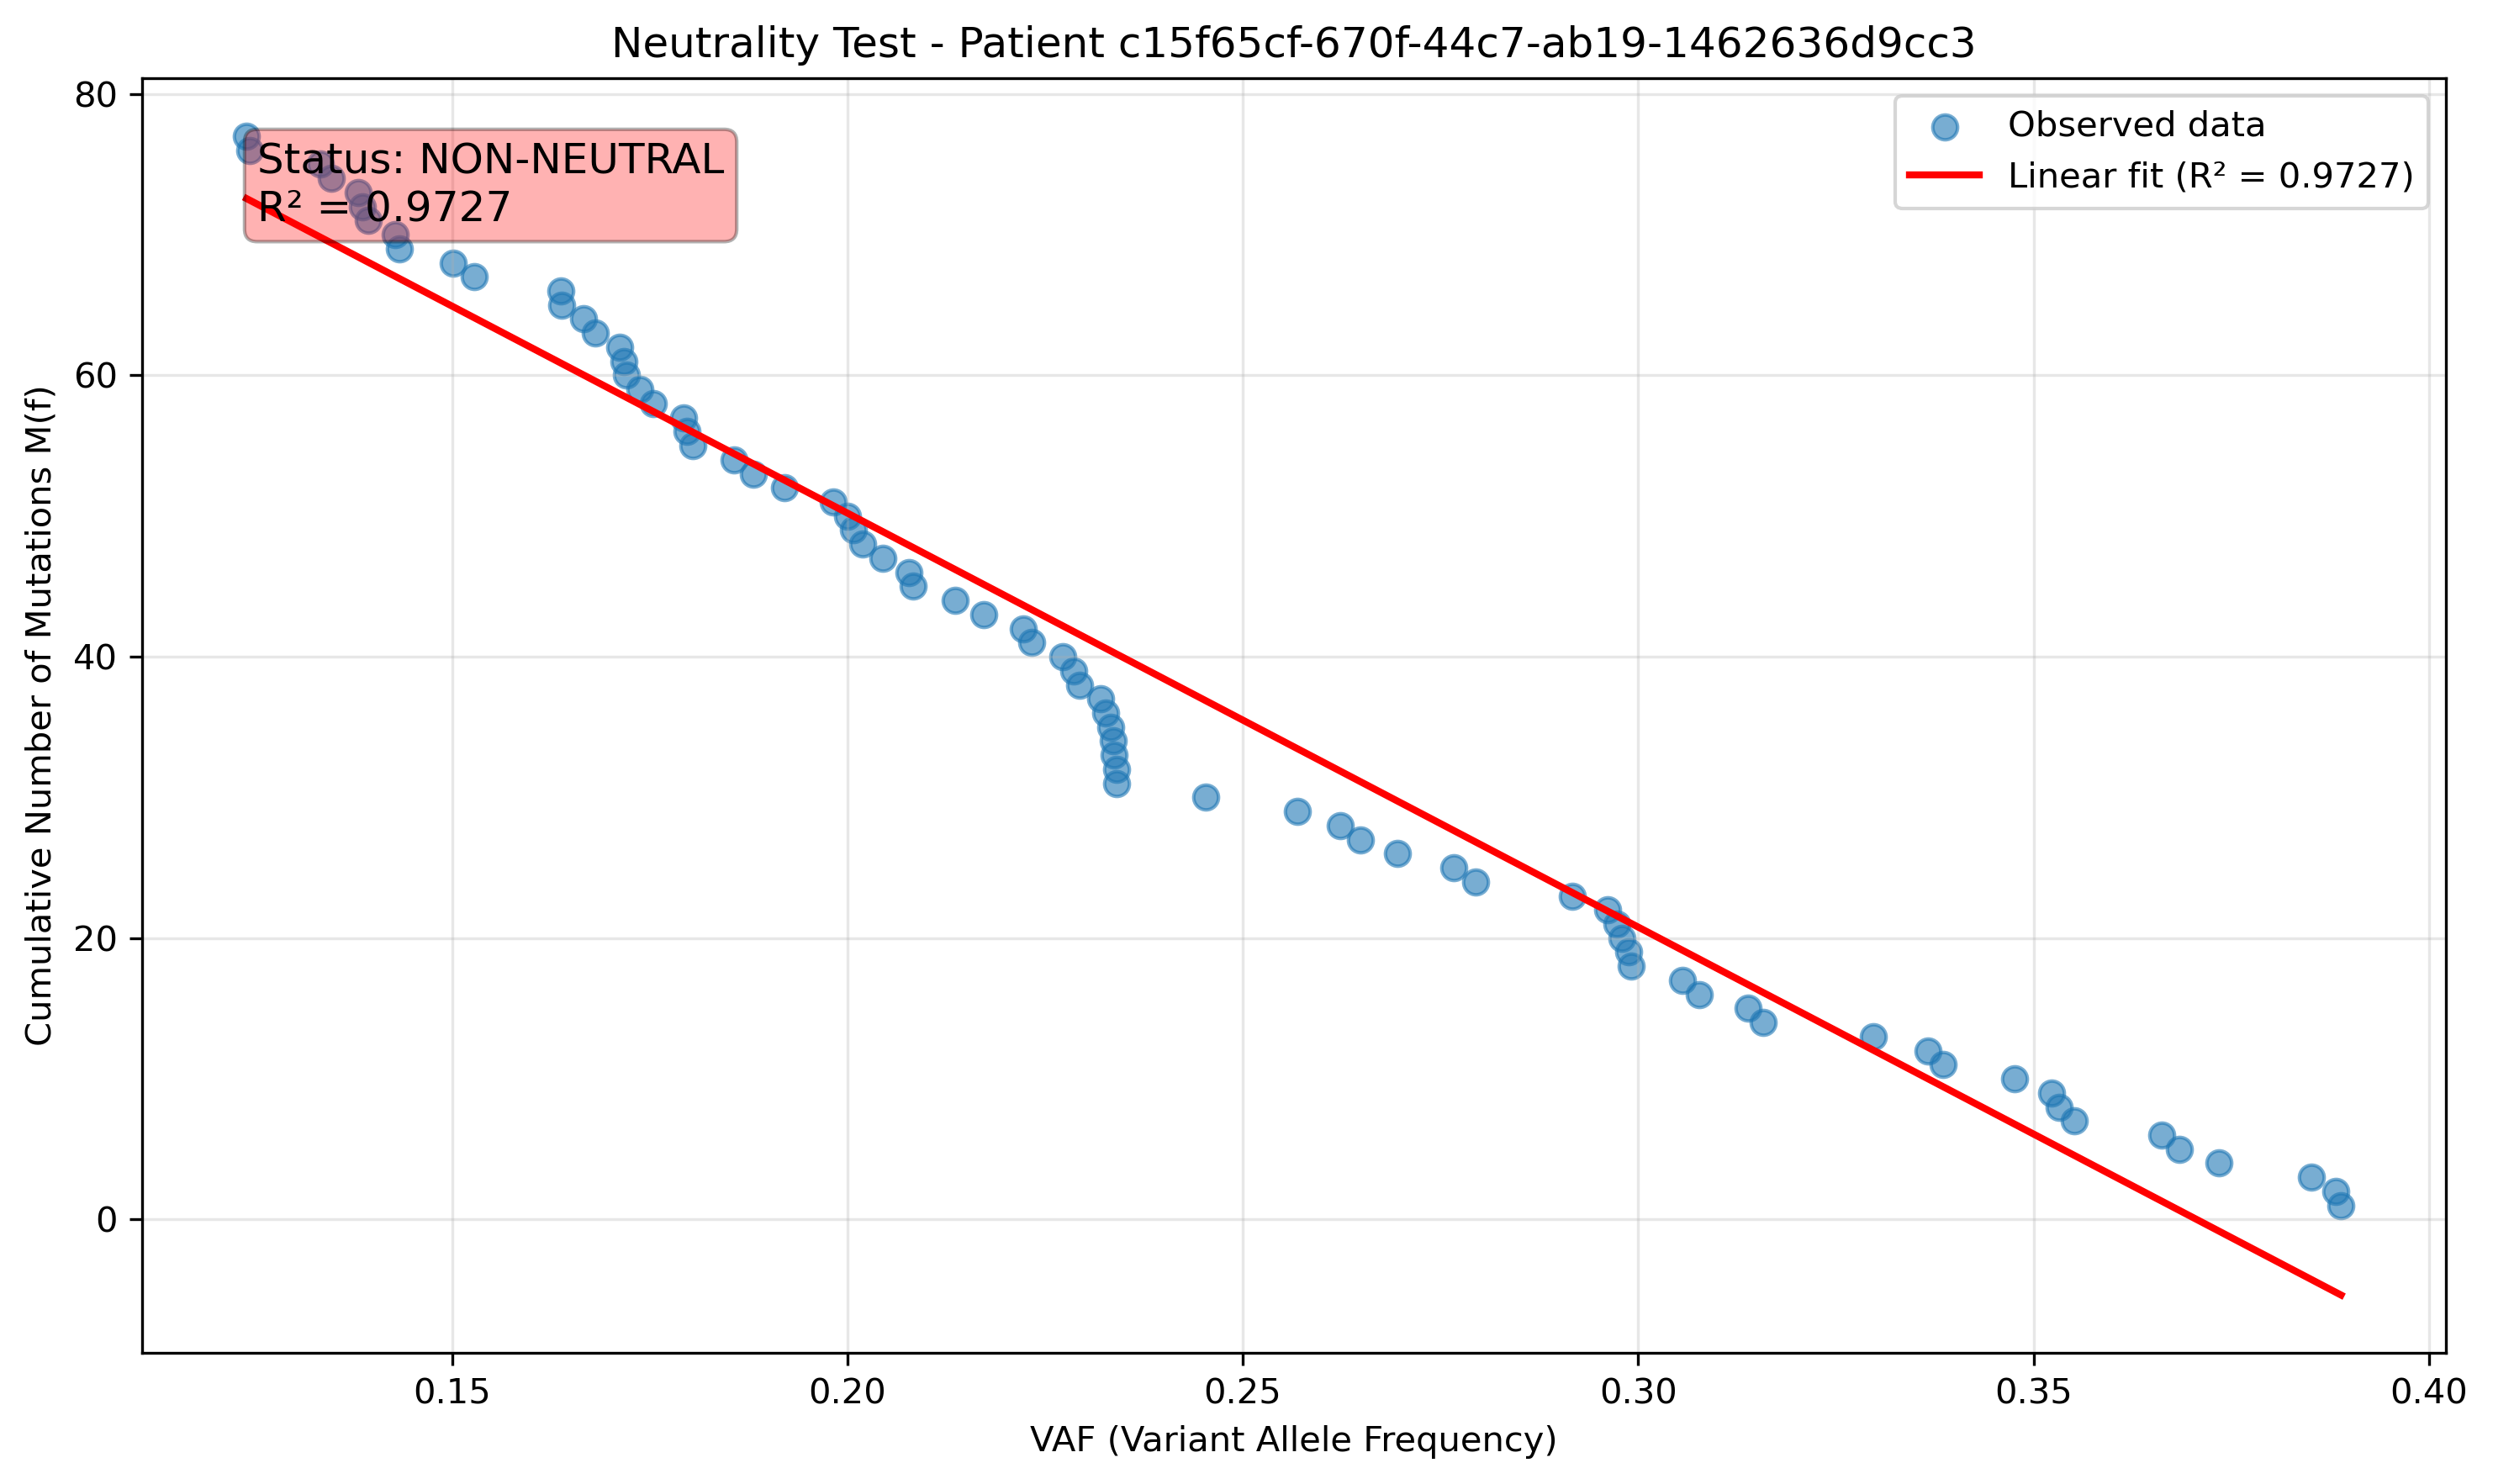 Neutrality Test - Patient c15f65cf-670f-44c7-ab19-1462636d9cc3
Status: NON-NEUTRAL
R² = 0.9727
Observed data
Linear fit (R² = 0.9727)
Cumulative Number of Mutations M(f)
80
60
40
20
0
0.15
0.20
0.25
0.30
0.35
0.40
VAF (Variant Allele Frequency)